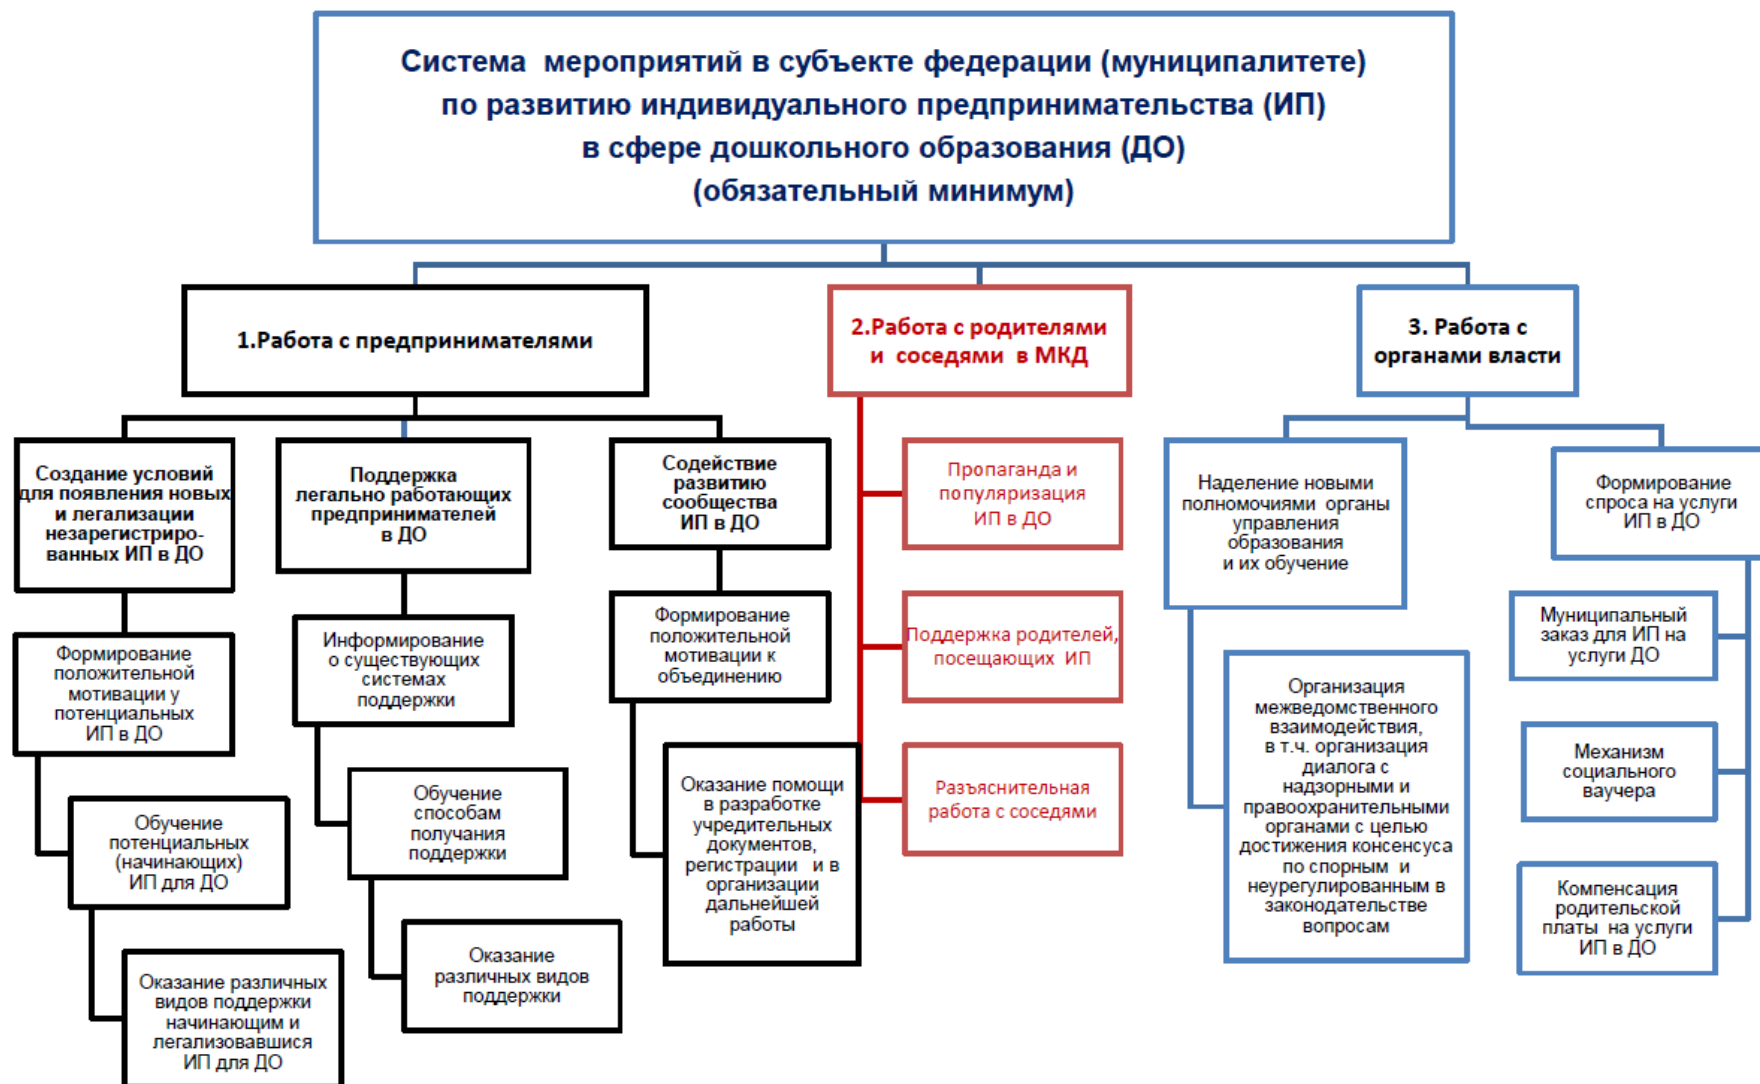 Система мероприятий в субъекте федерации (муниципалитете)
по развитию индивидуального предпринимательства (ИП)
в сфере дошкольного образования (ДО)
(обязательный минимум)
1.Работа с предпринимателями
2.Работа с родителями
и соседями в МКД
3. Работа с
органами власти
Создание условий
для появления новых
и легализации
незарегистриро-
ванных ИП в ДО
Формирование
положительной
мотивации у
потенциальных
ИП в ДО
Обучение
потенциальных
(начинающих)
ИП для ДО
Оказание различных
видов поддержки
начинающим и
легализовавшися
ИП для ДО
Поддержка
легально работающих
предпринимателей
в ДО
Информирование
о существующих
системах
поддержки
Обучение
способам
получания
поддержки
Оказание
различных видов
поддержки
Содействие
развитию
сообщества
ИП в ДО
Формирование
положительной
мотивации к
объединению
Оказание помощи
в разработке
учредительных
документов,
регистрации и в
организации
дальнейшей
работы
Пропаганда и
популяризация
ИП в ДО
Поддержка родителей,
посещающих ИП
Разъяснительная
работа с соседями
Наделение новыми
полномочиями органы
управления
образования
и их обучение
Организация
межведомственного
взаимодействия,
в т.ч. организация
диалога с
надзорными и
правоохранительными
органами с целью
достижения консенсуса
по спорным и
неурегулированным в
законодательстве
вопросам
Формирование
спроса на услуги
ИП в ДО
Муниципальный
заказ для ИП на
услуги ДО
Механизм
социального
ваучера
Компенсация
родительской
платы на услуги
ИП в ДО